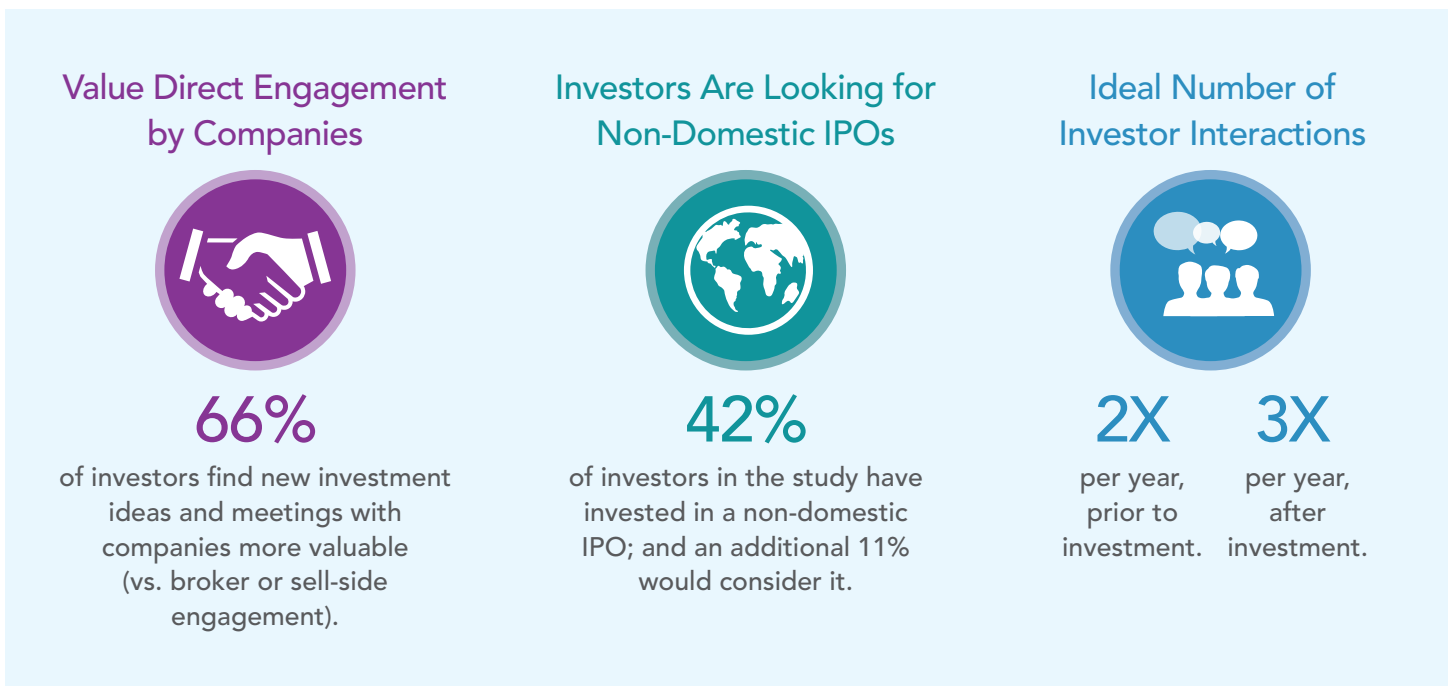 Value Direct Engagement
by Companies
66%
of investors find new investment
ideas and meetings with
companies more valuable
(vs. broker or sell-side
engagement).
Investors Are Looking for
Non-Domestic IPOs
42%
of investors in the study have
invested in a non-domestic
IPO; and an additional 11%
would consider it.
Ideal Number of
Investor Interactions
2X
per year,
prior to
investment.
3X
per year,
after
investment.